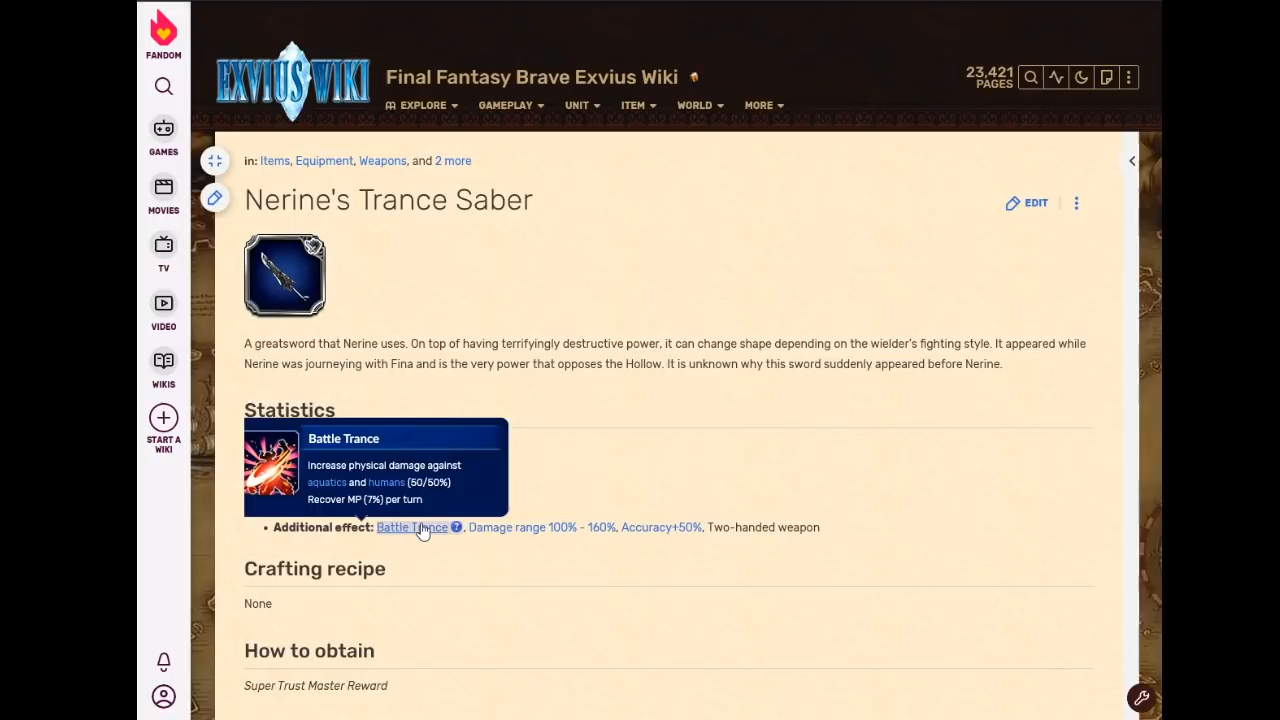 FANDOM
GAMES
MOVIES
TV
VIDEO
WIKIS
START A
WIKI
EXVIUS WIKI
Final Fantasy Brave Exvius Wiki
23,421
PAGES
EXPLORE
GAMEPLAY
UNIT
ITEM
WORLD
MORE
in: Items, Equipment, Weapons, and 2 more
Nerine's Trance Saber
EDIT
A greatsword that Nerine uses. On top of having terrifyingly destructive power, it can change shape depending on the wielder's fighting style. It appeared while
Nerine was journeying with Fina and is the very power that opposes the Hollow. It is unknown why this sword suddenly appeared before Nerine.
Statistics
Battle Trance
Increase physical damage against
aquatics and humans (50/50%)
Recover MP (7%) per turn
• Additional effect: Battle Trance ?, Damage range 100% - 160%, Accuracy+50%, Two-handed weapon
Crafting recipe
None
How to obtain
Super Trust Master Reward